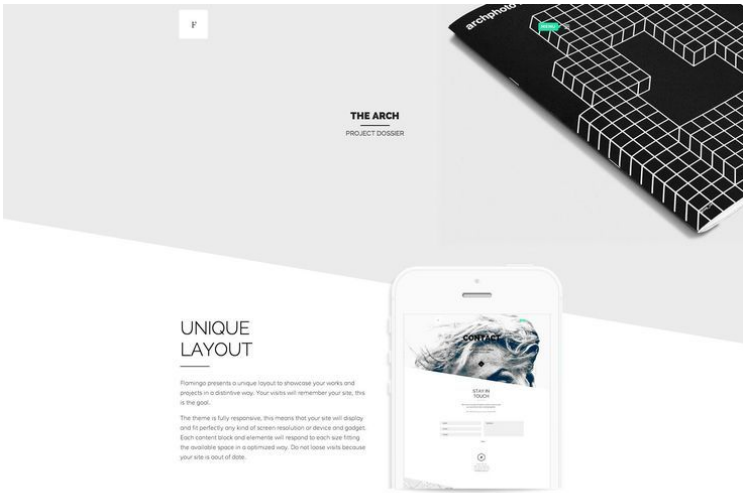 F
archphoto
MENU
THE ARCH
PROJECT DOSSIER
UNIQUE
LAYOUT
Flamingo presents a unique layout to showcase your works and
projects in a distintive way. Your visits will remember your site, this
is the goal.
The theme is fully responsive, this means that your site will display
and fit perfectly any kind of screen resolution or device and gadget.
Each content block and elemente will respond to each size fitting
the available space in a optimized way. Do not loose visits because
your site is aout of date.
CONTACT
STAY IN
TOUCH